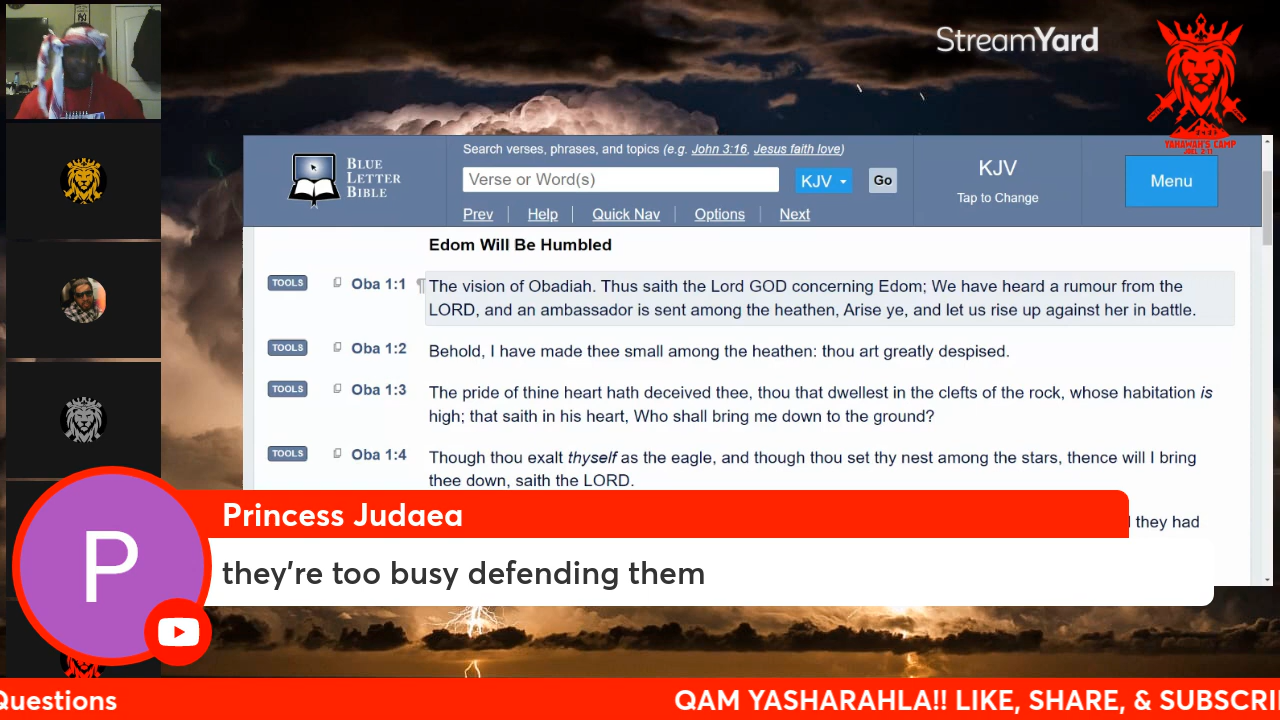 StreamYard
YAHAWAH'S CAMP
JOEL 2:11
BLUE
LETTER
BIBLE
Search verses, phrases, and topics (e.g. John 3:16, Jesus faith love)
Verse or Word(s)
KJV
Go
Prev
Help
Quick Nav
Options
Next
KJV
Tap to Change
Menu
Edom Will Be Humbled
TOOLS Oba 1:1 ¶ The vision of Obadiah. Thus saith the Lord GOD concerning Edom; We have heard a rumour from the
LORD, and an ambassador is sent among the heathen, Arise ye, and let us rise up against her in battle.
TOOLS Oba 1:2 Behold, I have made thee small among the heathen: thou art greatly despised.
TOOLS Oba 1:3 The pride of thine heart hath deceived thee, thou that dwellest in the clefts of the rock, whose habitation is
high; that saith in his heart, Who shall bring me down to the ground?
TOOLS Oba 1:4 Though thou exalt thyself as the eagle, and though thou set thy nest among the stars, thence will I bring
thee down, saith the LORD.
they had
P
Princess Judaea
they're too busy defending them
Questions
QAM YASHARAHLA!! LIKE, SHARE, & SUBSCRI